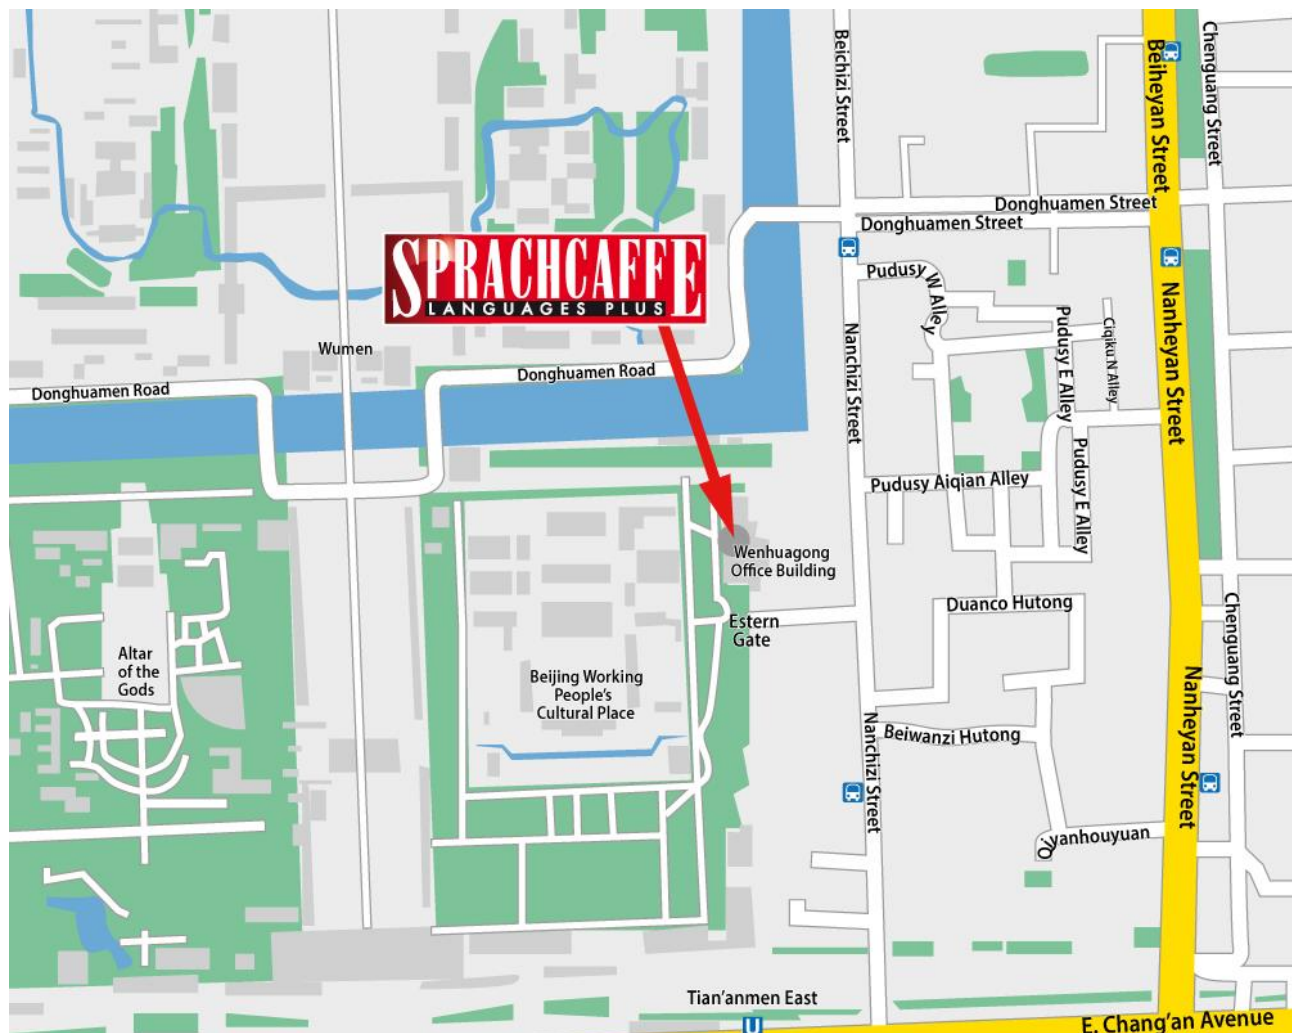 Beichizi Street
Beiheyan Street
Chenguang Street
Donghuamen Street
Donghuamen Street
SPRACHCAFFE
LANGUAGES PLUS
Pudusy W Alley
Nanheyan Street
Wumen
Donghuamen Road
Donghuamen Road
Nanchizi Street
Pudusy E Alley
Ciqiku N Alley
Pudusy Aiqian Alley
Pudusy E Alley
Wenhuagong
Office Building
Estern
Gate
Duanco Hutong
Chenguang Street
Altar
of the
Gods
Beijing Working
People's
Cultural Place
Nanchizi Street
Beiwanzi Hutong
Nanheyan Street
Qiyanhouyuan
Tian'anmen East
U
E. Chang'an Avenue